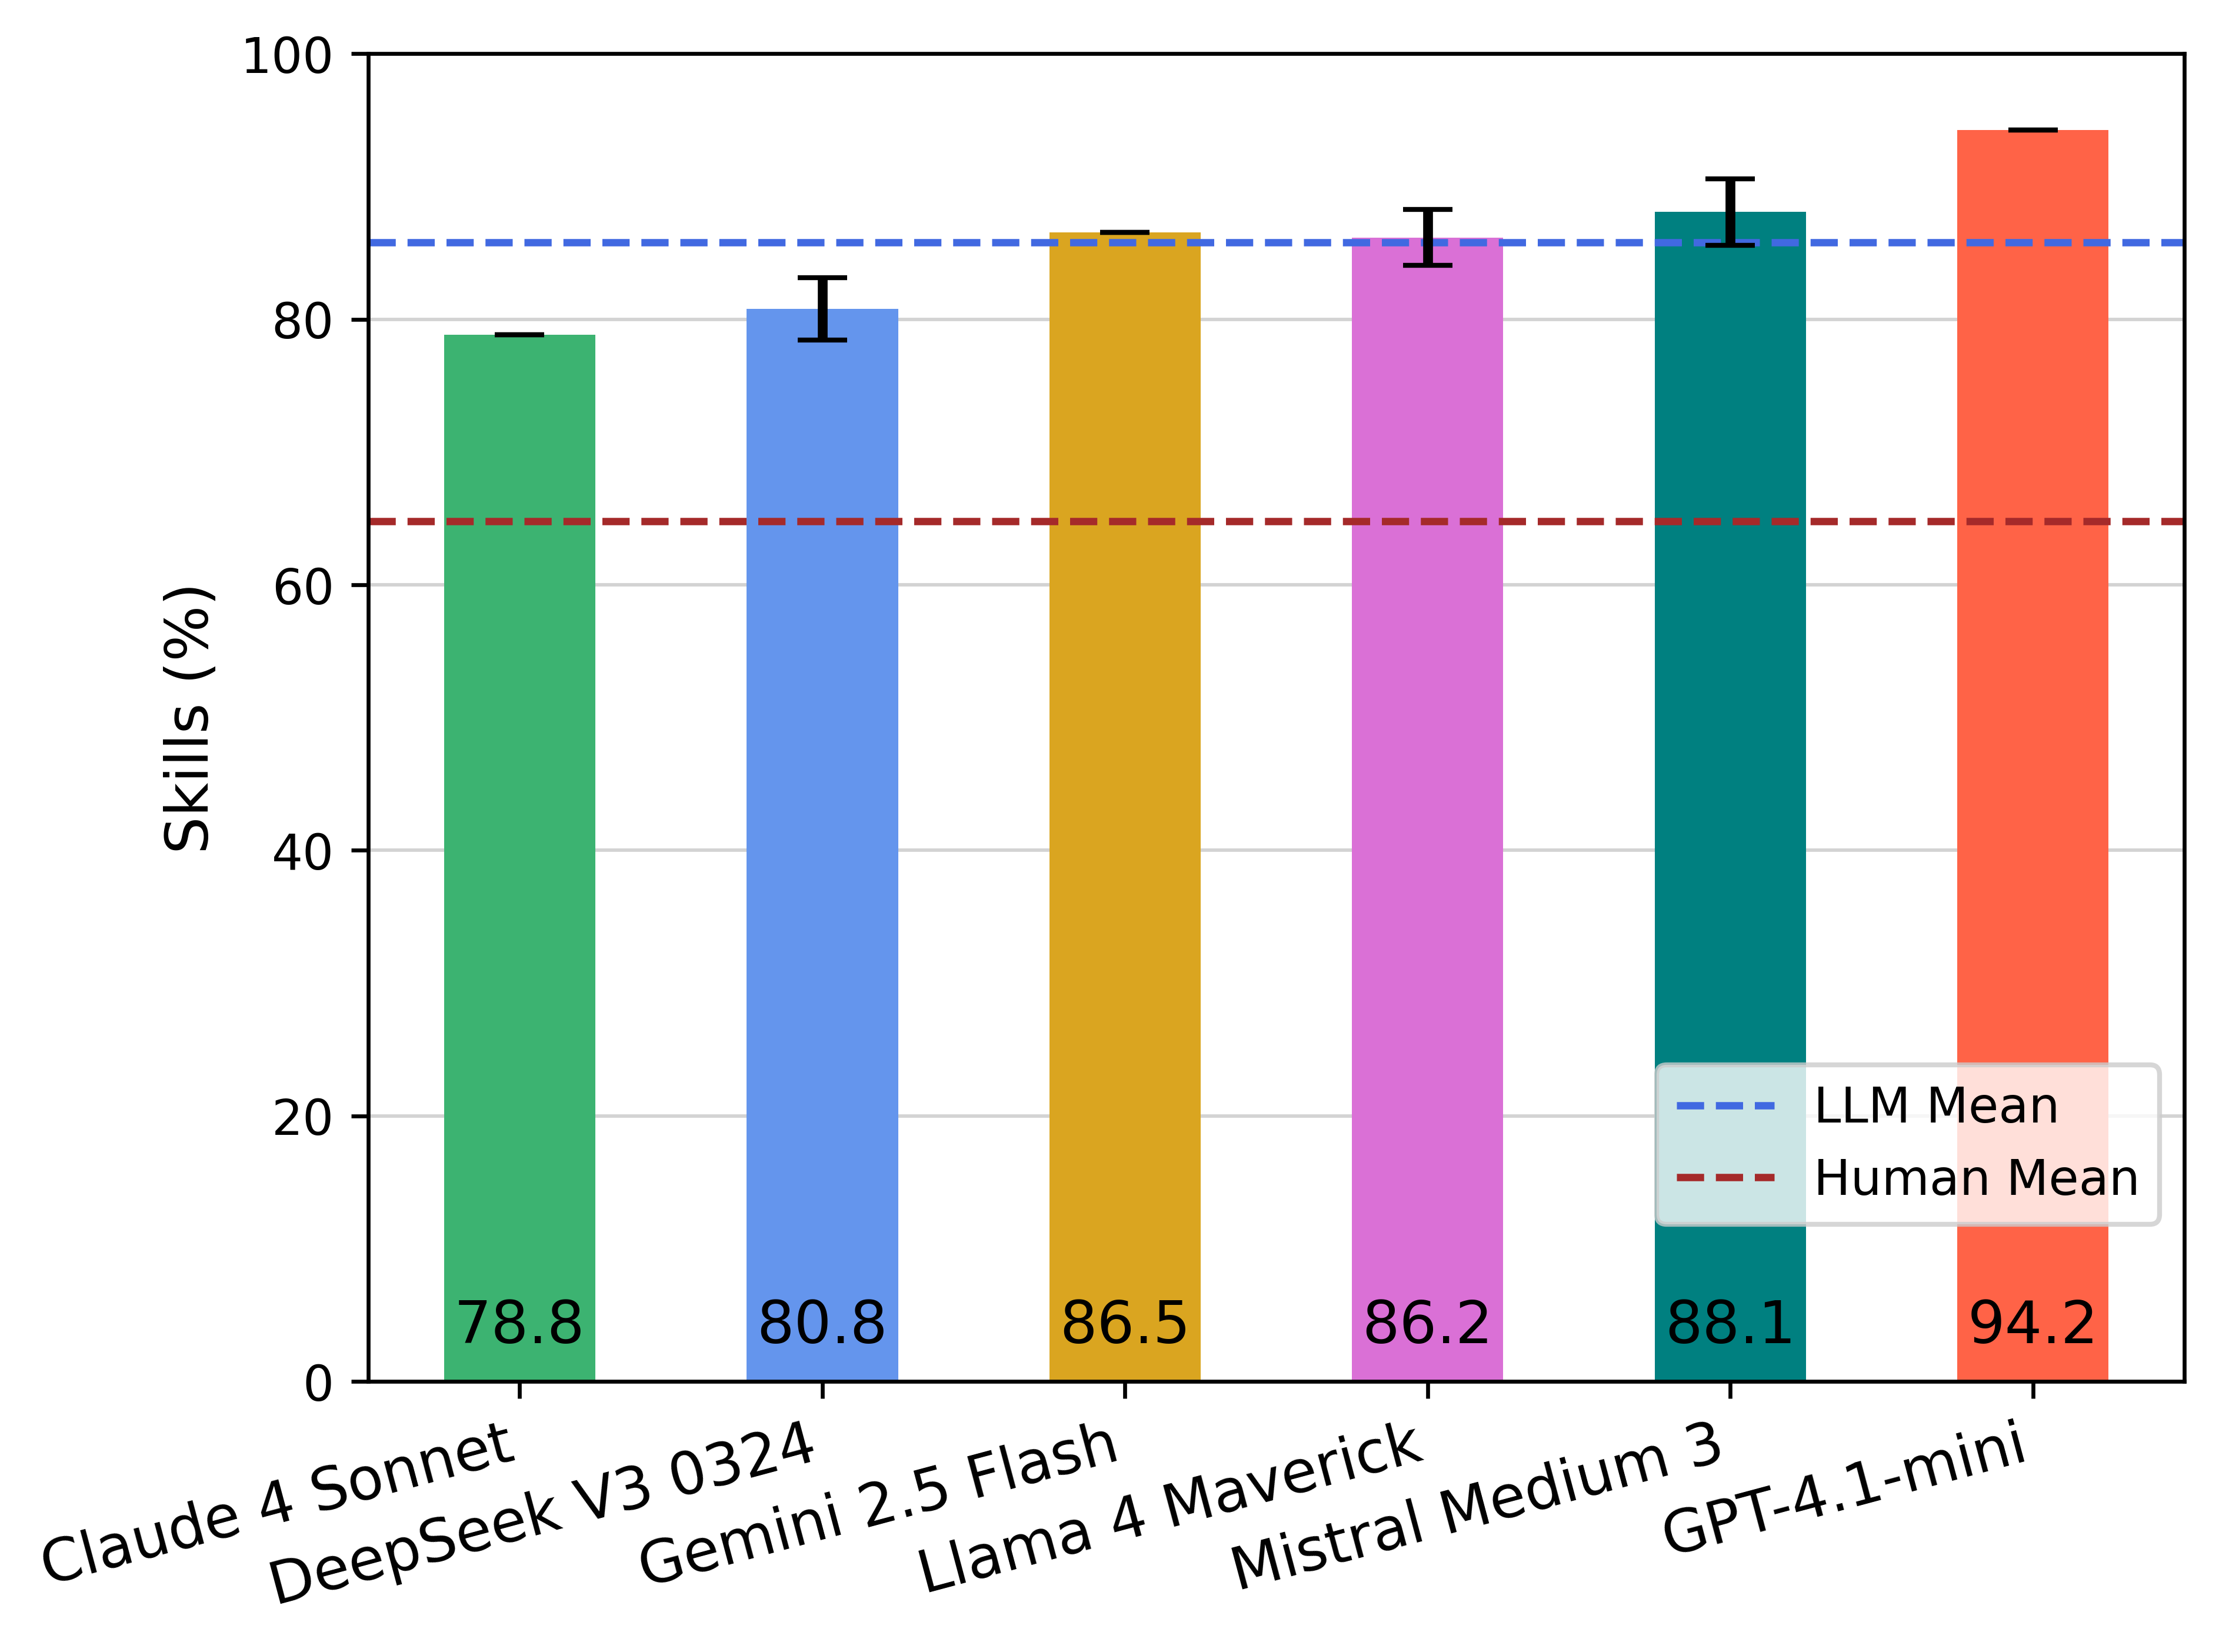 100
80
60
40
20
0
Skills (%)
78.8
80.8
86.5
86.2
88.1
94.2
LLM Mean
Human Mean
Claude 4 Sonnet
DeepSeek V3 0324
Gemini 2.5 Flash
Llama 4 Maverick
Mistral Medium 3
GPT-4.1-mini